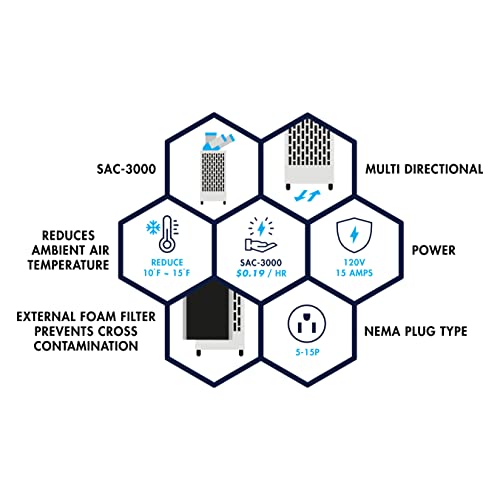 SAC-3000
MULTI DIRECTIONAL
REDUCES
AMBIENT AIR
TEMPERATURE
REDUCE
10°F ~ 15°F
SAC-3000
$0.19 / HR
120V
15 AMPS
POWER
EXTERNAL FOAM FILTER
PREVENTS CROSS
CONTAMINATION
5-15P
NEMA PLUG TYPE